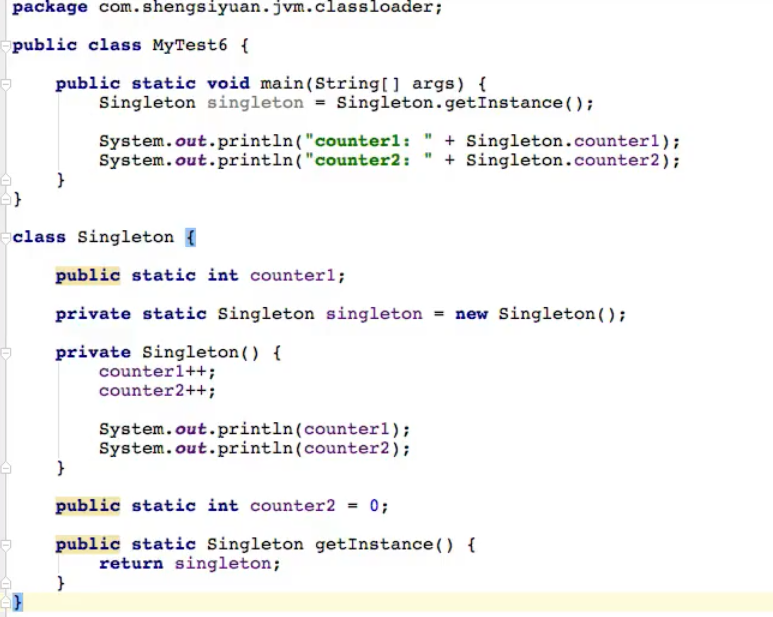 package com.shengsiyuan.jvm.classloader;
public class MyTest6 {
public static void main(String[] args) {
Singleton singleton = Singleton.getInstance();
System.out.println("counter1: " + Singleton.counter1);
System.out.println("counter2: " + Singleton.counter2);
}
}
class Singleton {
public static int counter1;
private static Singleton singleton = new Singleton();
private Singleton() {
counter1++;
counter2++;
System.out.println(counter1);
System.out.println(counter2);
}
public static int counter2 = 0;
public static Singleton getInstance() {
return singleton;
}
}